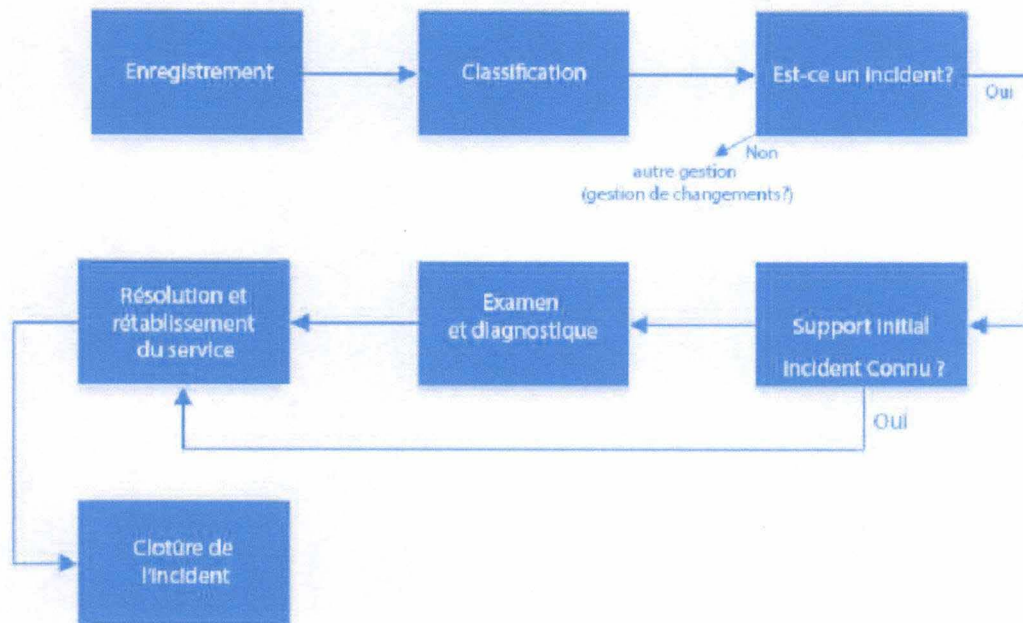 Enregistrement
Classification
Est-ce un incident?
Oui
Non
autre gestion
(gestion de changements?)
Résolution et
rétablissement
du service
Examen
et diagnostique
Support initial
Incident Connu ?
Oui
Clotûre de
l'incident